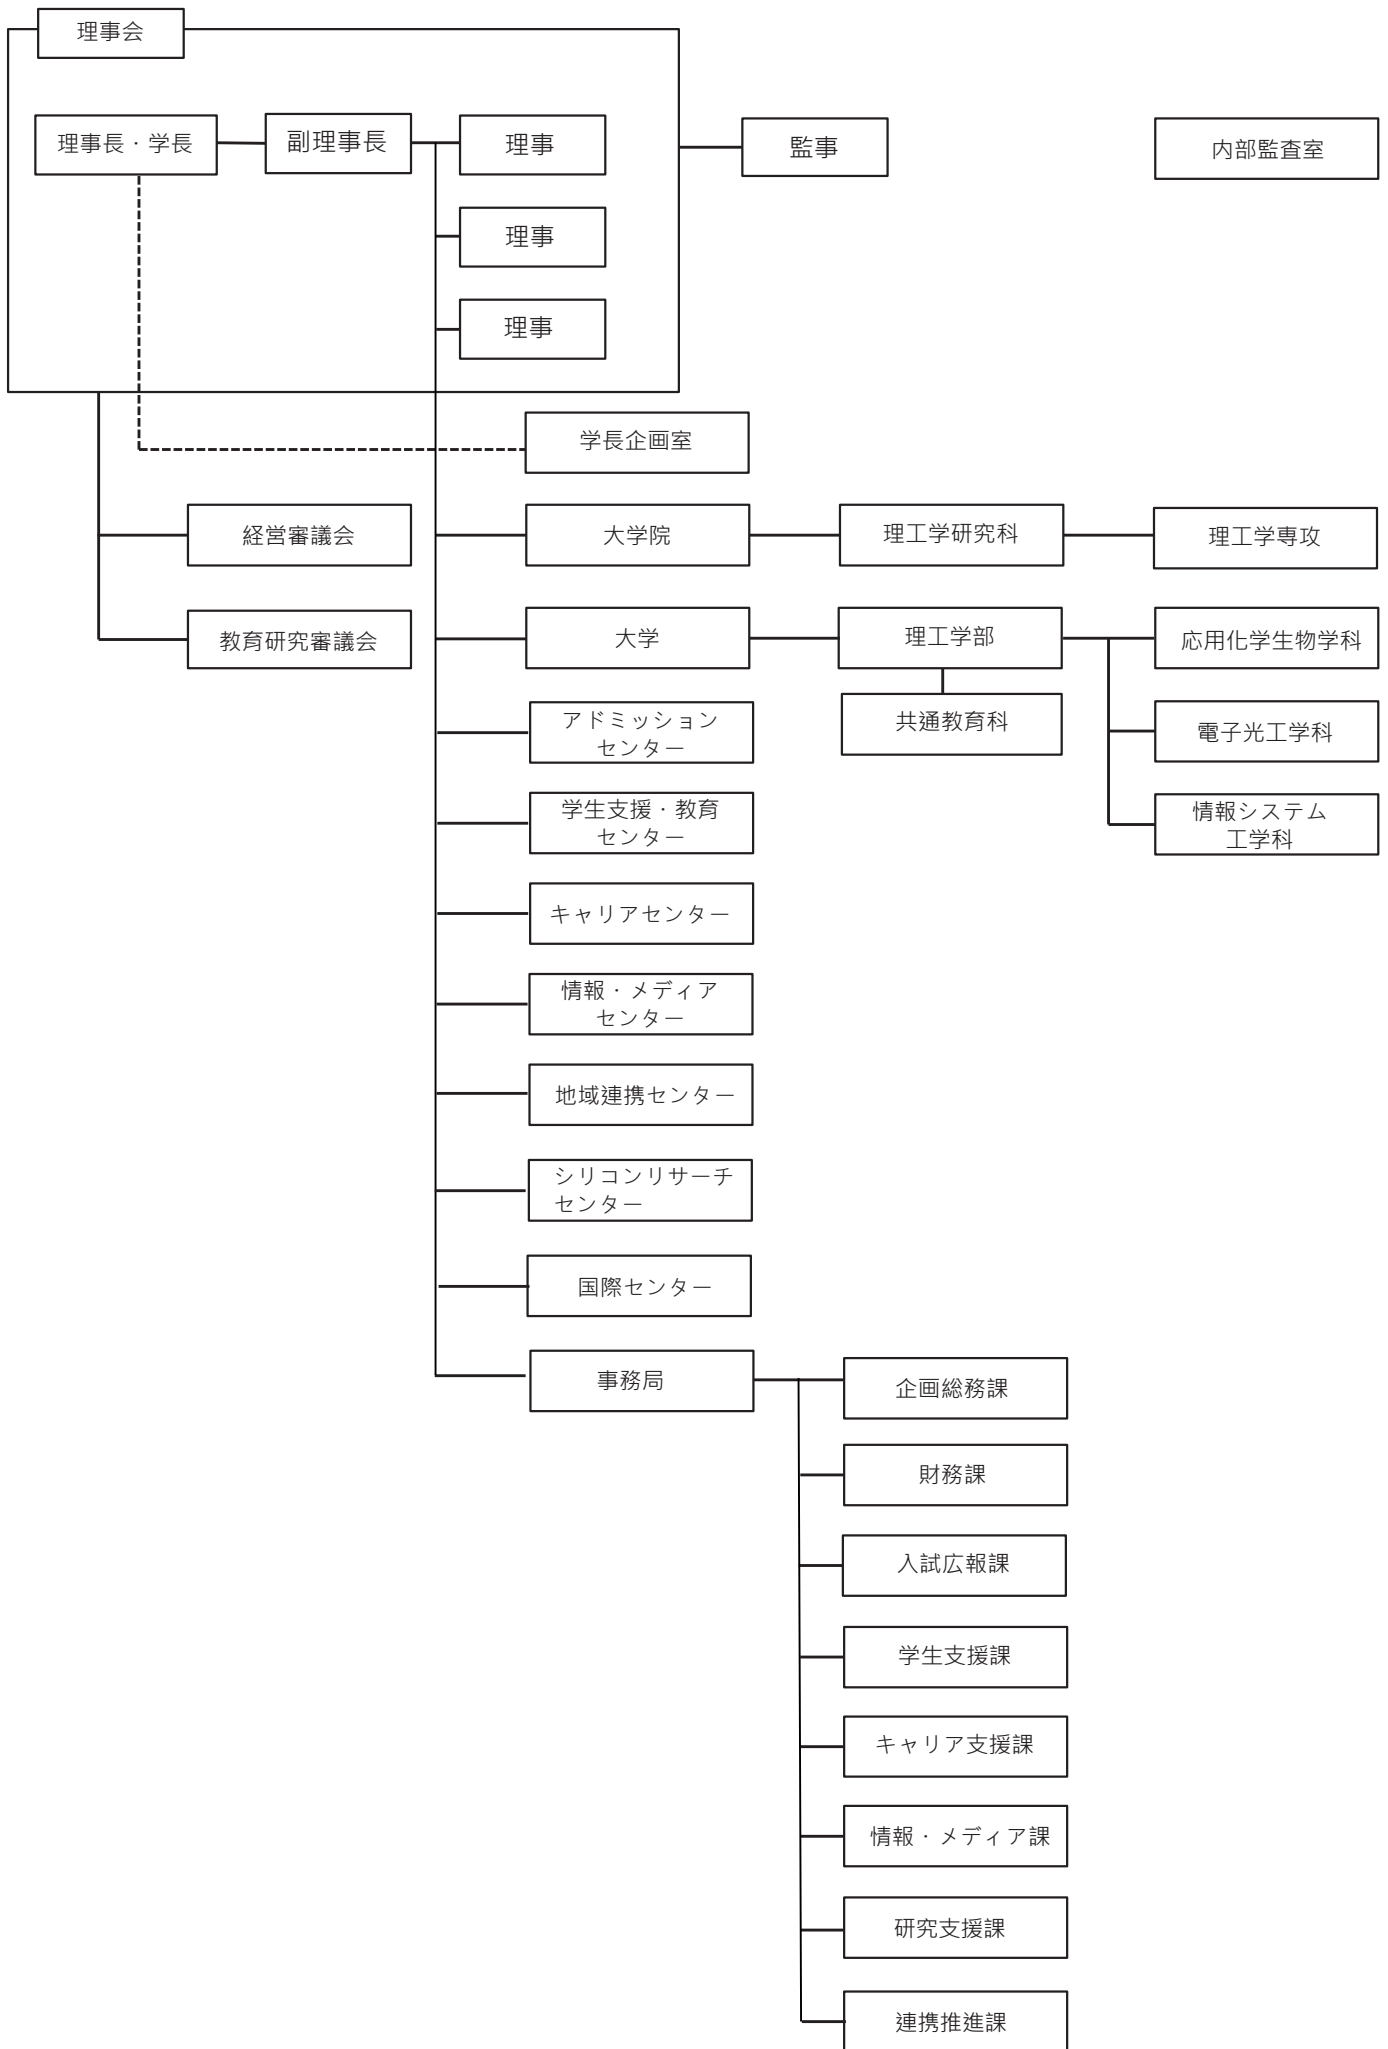 理事会
理事長・学長
副理事長
理事
監事
内部監査室
理事
理事
学長企画室
経営審議会
大学院
理工学研究科
理工学専攻
教育研究審議会
大学
理工学部
応用化学生物学科
共通教育科
電子光工学科
情報システム
工学科
アドミッション
センター
学生支援・教育
センター
キャリアセンター
情報・メディア
センター
地域連携センター
シリコンリサーチ
センター
国際センター
事務局
企画総務課
財務課
入試広報課
学生支援課
キャリア支援課
情報・メディア課
研究支援課
連携推進課